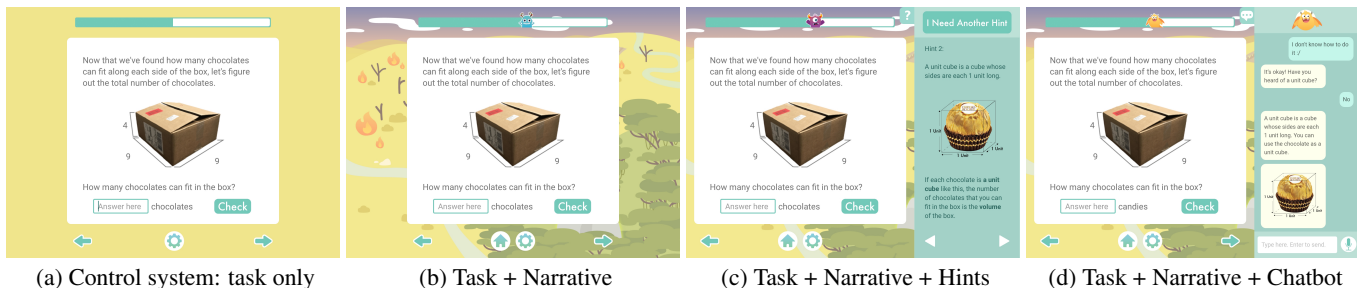 Now that we've found how many chocolates
can fit along each side of the box, let's figure
out the total number of chocolates.
4
9
9
How many chocolates can fit in the box?
Answer here chocolates Check
(a) Control system: task only
Now that we've found how many chocolates
can fit along each side of the box, let's figure
out the total number of chocolates.
4
9
9
How many chocolates can fit in the box?
Answer here chocolates Check
(b) Task + Narrative
? I Need Another Hint
Now that we've found how many chocolates
can fit along each side of the box, let's figure
out the total number of chocolates.
4
9
9
How many chocolates can fit in the box?
Answer here chocolates Check
Hint 2:
A unit cube is a cube whose
sides are each 1 unit long.
1 Unit
1 Unit
1 Unit
If each chocolate is a unit
cube like this, the number
of chocolates that you can
fit in the box is the volume
of the box.
(c) Task + Narrative + Hints
Now that we've found how many chocolates
can fit along each side of the box, let's figure
out the total number of chocolates.
4
9
9
How many chocolates can fit in the box?
Answer here candies Check
I don't know how to do
it :/
It's okay! Have you
heard of a unit cube?
No
A unit cube is a cube
whose sides are each
1 unit long. You can
use the chocolate as a
unit cube.
Type here. Enter to send.
(d) Task + Narrative + Chatbot